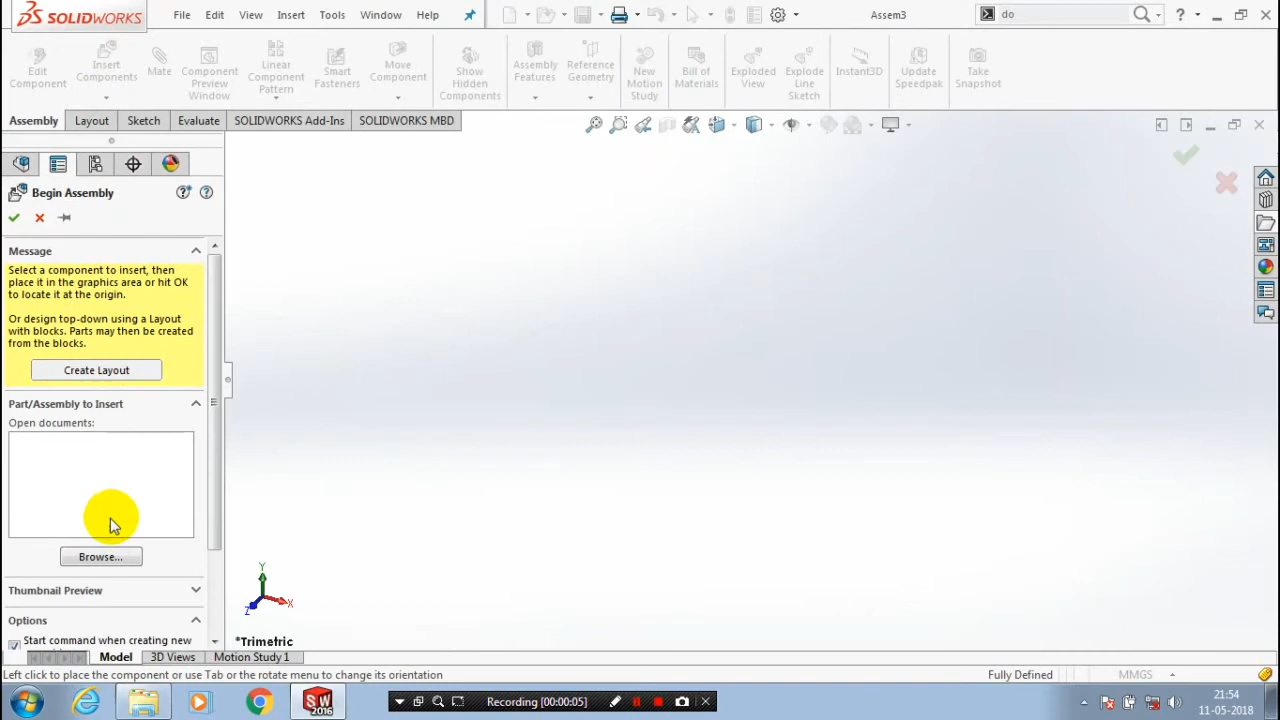 SOLIDWORKS File Edit View Insert Tools Window Help Assem3 do
Edit Component
Insert Components
Mate
Component Preview Window
Linear Component Pattern
Smart Fasteners
Move Component
Show Hidden Components
Assembly Features
Reference Geometry
New Motion Study
Bill of Materials
Exploded View
Explode Line Sketch
Instant3D
Update Speedpak
Take Snapshot
Assembly Layout Sketch Evaluate SOLIDWORKS Add-Ins SOLIDWORKS MBD
Begin Assembly
Message
Select a component to insert, then
place it in the graphics area or hit OK
to locate it at the origin.
Or design top-down using a Layout
with blocks. Parts may then be created
from the blocks.
Create Layout
Part/Assembly to Insert
Open documents:
Browse...
Thumbnail Preview
Options
Start command when creating new
Y
X
Z
*Trimetric
Model 3D Views Motion Study 1
Left click to place the component or use Tab or the rotate menu to change its orientation Fully Defined MMGS
SW 2016
Recording [00:00:05]
21:54
11-05-2018